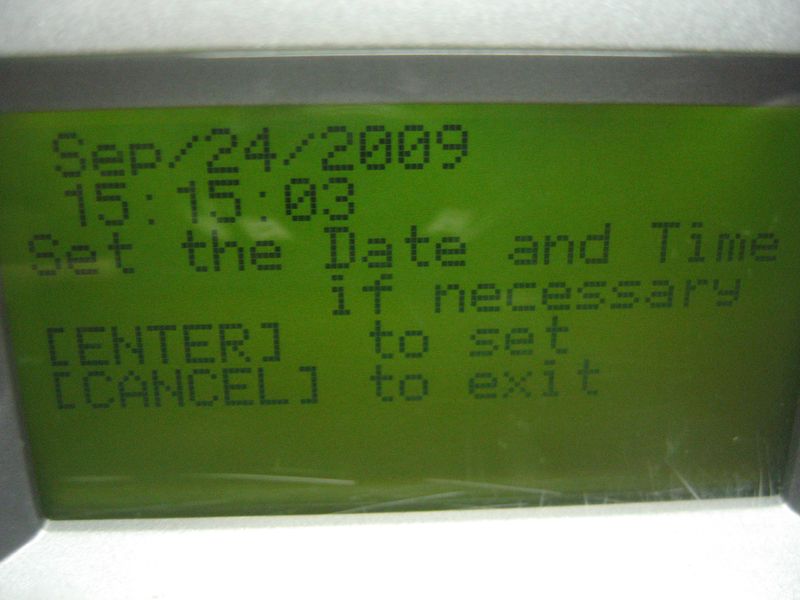 Sep/24/2009
15:15:03
Set the Date and Time
if necessary
[ENTER] to set
[CANCEL] to exit